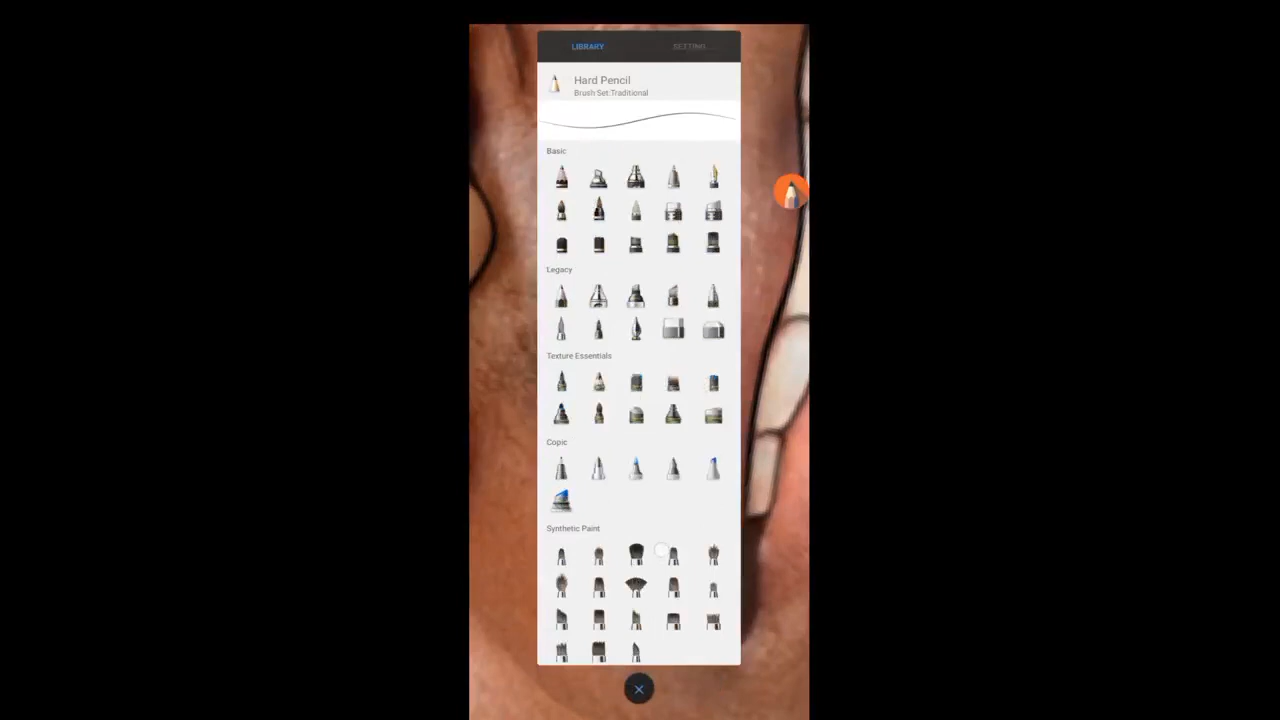 LIBRARY
SETTING...
Hard Pencil
Brush Set:Traditional
Basic
Legacy
Texture Essentials
Copic
Synthetic Paint